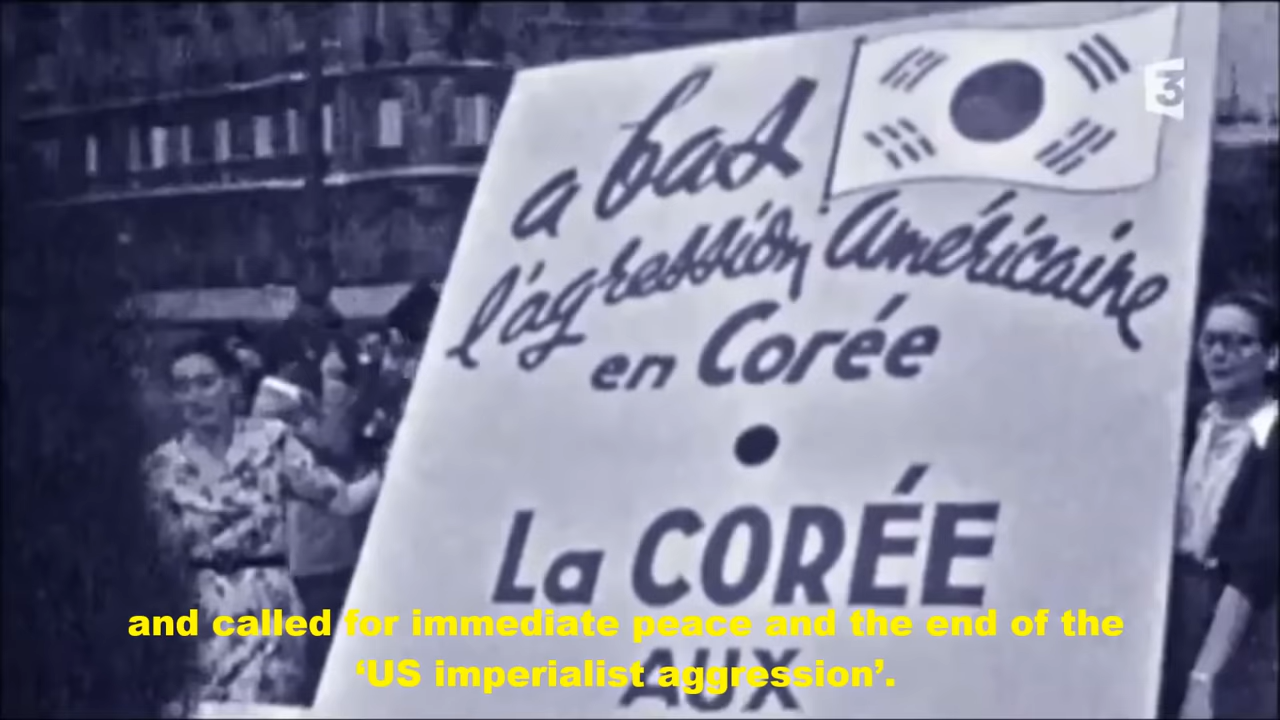 3
a bas
l'agression Américaine
en Corée
La CORÉE
AUX
and called for immediate peace and the end of the
‘US imperialist aggression’.